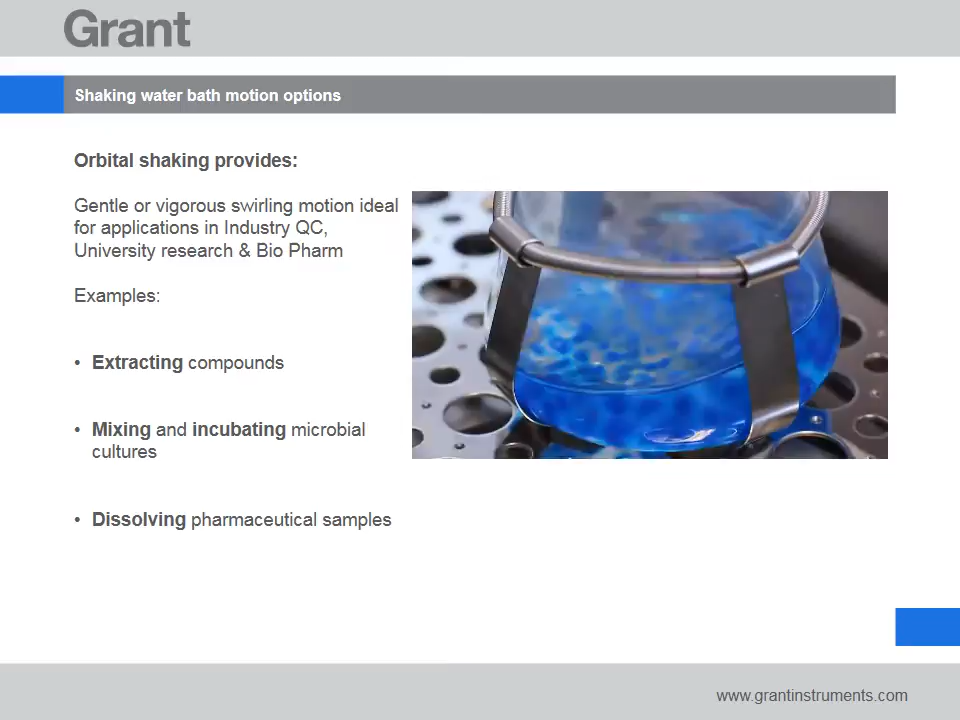 Grant
Shaking water bath motion options
Orbital shaking provides:
Gentle or vigorous swirling motion ideal
for applications in Industry QC,
University research & Bio Pharm
Examples:
• Extracting compounds
• Mixing and incubating microbial
cultures
• Dissolving pharmaceutical samples
www.grantinstruments.com